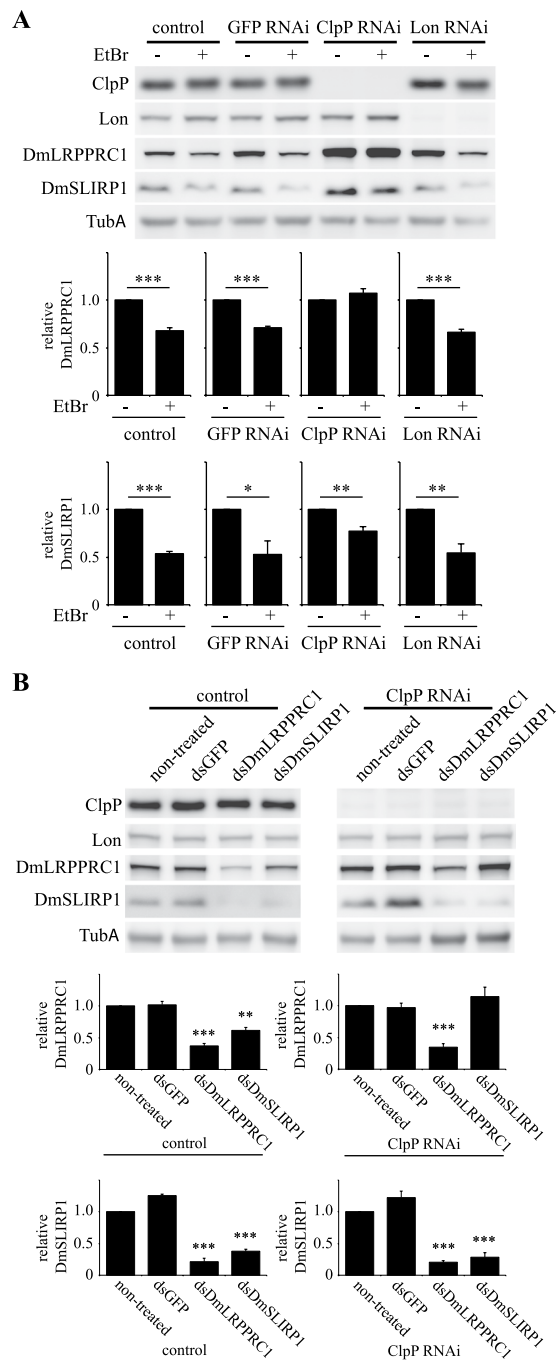 A
control GFP RNAi ClpP RNAi Lon RNAi
EtBr - + - + - + - +
ClpP
Lon
DmLRPPRC1
DmSLIRP1
TubA
relative DmLRPPRC1
1.0
0.5
0
*** *** ***
EtBr - + - + - + - +
control GFP RNAi ClpP RNAi Lon RNAi
relative DmSLIRP1
1.0
0.5
0
*** * ** **
EtBr - + - + - + - +
control GFP RNAi ClpP RNAi Lon RNAi
B
control ClpP RNAi
non-treated dsGFP dsDmLRPPRC1 dsDmSLIRP1 non-treated dsGFP dsDmLRPPRC1 dsDmSLIRP1
ClpP
Lon
DmLRPPRC1
DmSLIRP1
TubA
relative DmLRPPRC1
1.0
0.5
0
*** **
non-treated dsGFP dsDmLRPPRC1 dsDmSLIRP1
control
relative DmLRPPRC1
1.0
0.5
0
***
non-treated dsGFP dsDmLRPPRC1 dsDmSLIRP1
ClpP RNAi
relative DmSLIRP1
1.0
0.5
0
*** ***
non-treated dsGFP dsDmLRPPRC1 dsDmSLIRP1
control
relative DmSLIRP1
1.0
0.5
0
*** ***
non-treated dsGFP dsDmLRPPRC1 dsDmSLIRP1
ClpP RNAi